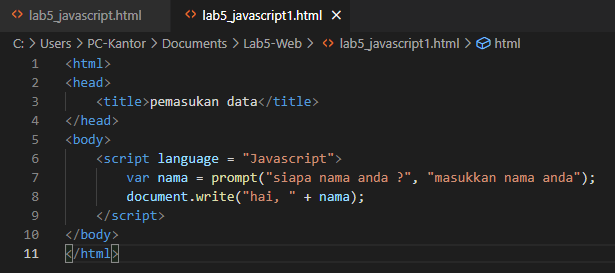 lab5_javascript.html lab5_javascript1.html
C: > Users > PC-Kantor > Documents > Lab5-Web > lab5_javascript1.html > html
1 <html>
2 <head>
3 <title>pemasukan data</title>
4 </head>
5 <body>
6 <script language = "Javascript">
7 var nama = prompt("siapa nama anda ?", "masukkan nama anda");
8 document.write("hai, " + nama);
9 </script>
10 </body>
11 </html>